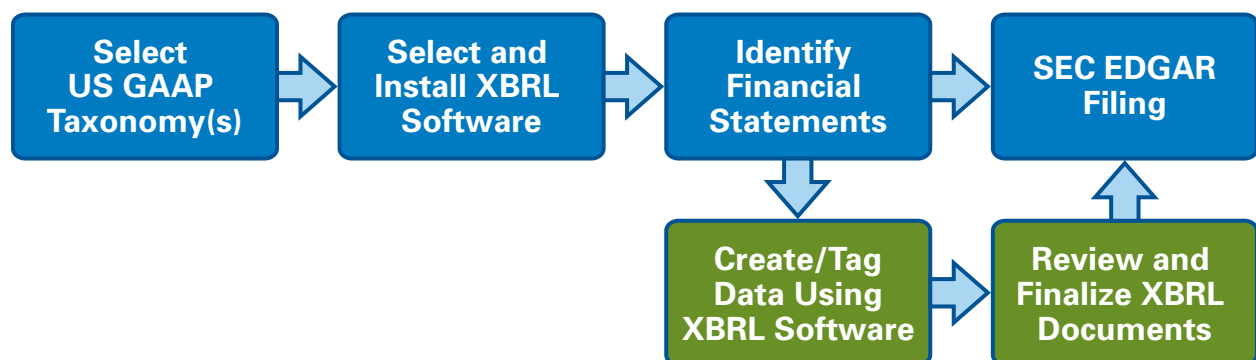 Select
US GAAP
Taxonomy(s)
Select and
Install XBRL
Software
Identify
Financial
Statements
SEC EDGAR
Filing
Create/Tag
Data Using
XBRL Software
Review and
Finalize XBRL
Documents